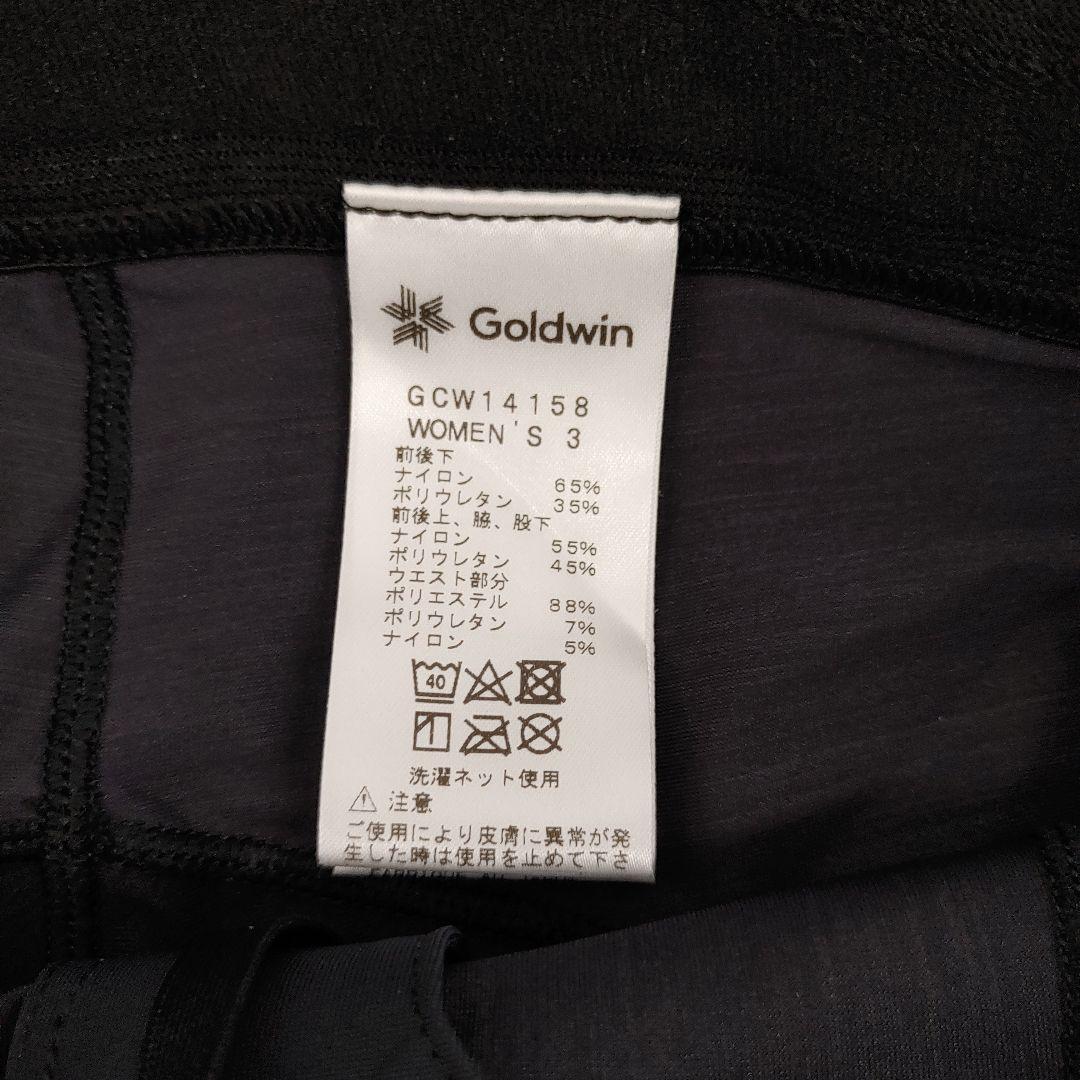 Goldwin
GCW14158
WOMEN'S 3
前後下
ナイロン 65%
ポリウレタン 35%
前後上、脇、股下
ナイロン 55%
ポリウレタン 45%
ウエスト部分
ポリエステル 88%
ポリウレタン 7%
ナイロン 5%
40
洗濯ネット使用
⚠ 注意
ご使用により皮膚に異常が発
生した時は使用を止めて下さ